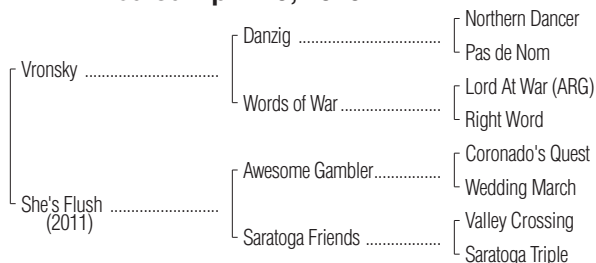 Northern Dancer
Danzig ..............................
Pas de Nom
Vronsky ............................
Lord At War (ARG)
Words of War .....................
Right Word
Coronado's Quest
Awesome Gambler................
Wedding March
She's Flush ........................
(2011)
Valley Crossing
Saratoga Friends ................
Saratoga Triple